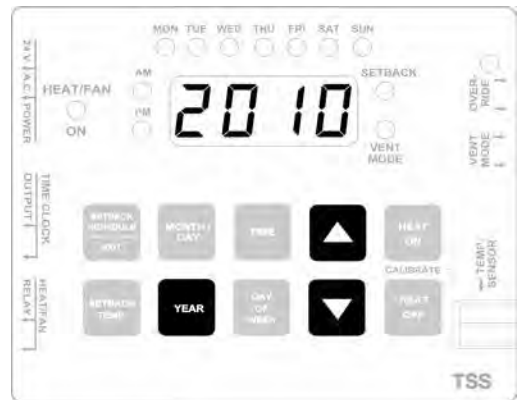 MON TUE WED THU FRI SAT SUN
24 V
A.C
POWER
HEAT/FAN
ON
AM
PM
2010
SETBACK
VENT
MODE
OVER-
RIDE
VENT
MODE
TIME CLOCK
OUTPUT
HEAT/FAN
RELAY
SETBACK
SCHEDULE
MONTH /
DAY
TIME
HEAT
ON
CALIBRATE
SETBACK
TEMP
YEAR
DAY
OF
WEEK
HEAT
OFF
TEMP
SENSOR
TSS